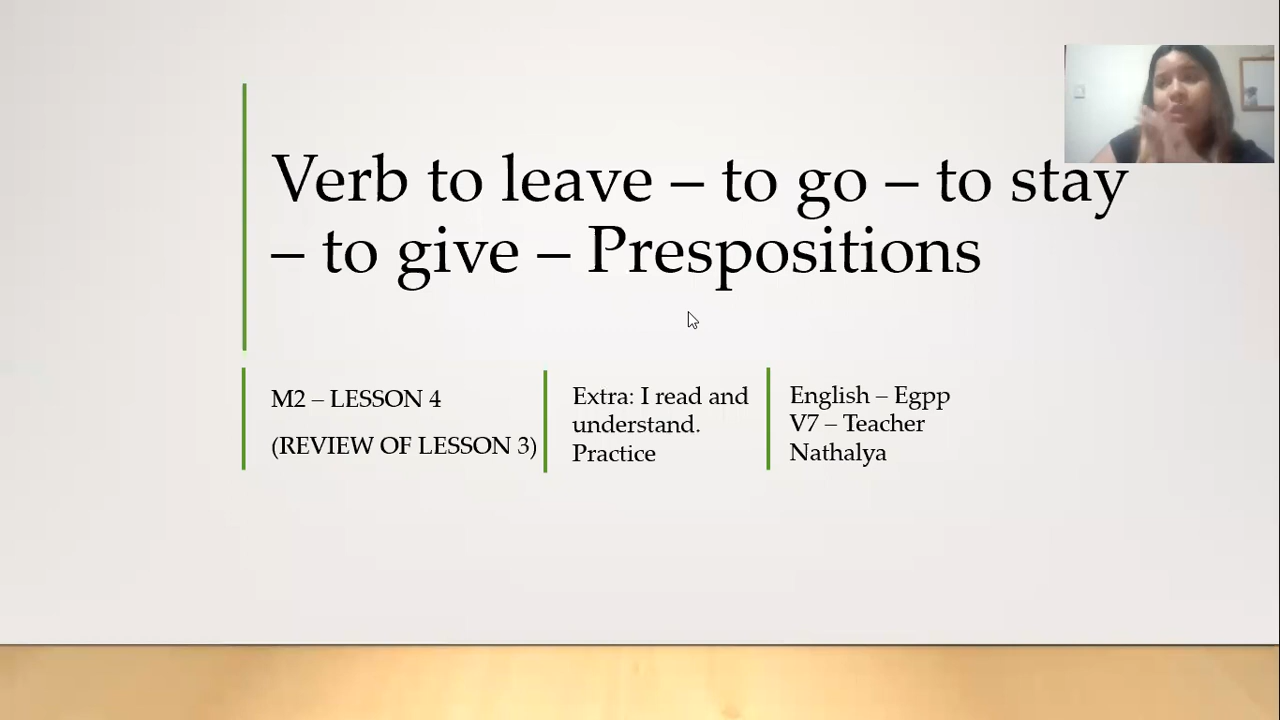 Verb to leave – to go – to stay
– to give – Prespositions
M2 – LESSON 4
(REVIEW OF LESSON 3)
Extra: I read and
understand.
Practice
English – Egpp
V7 – Teacher
Nathalya